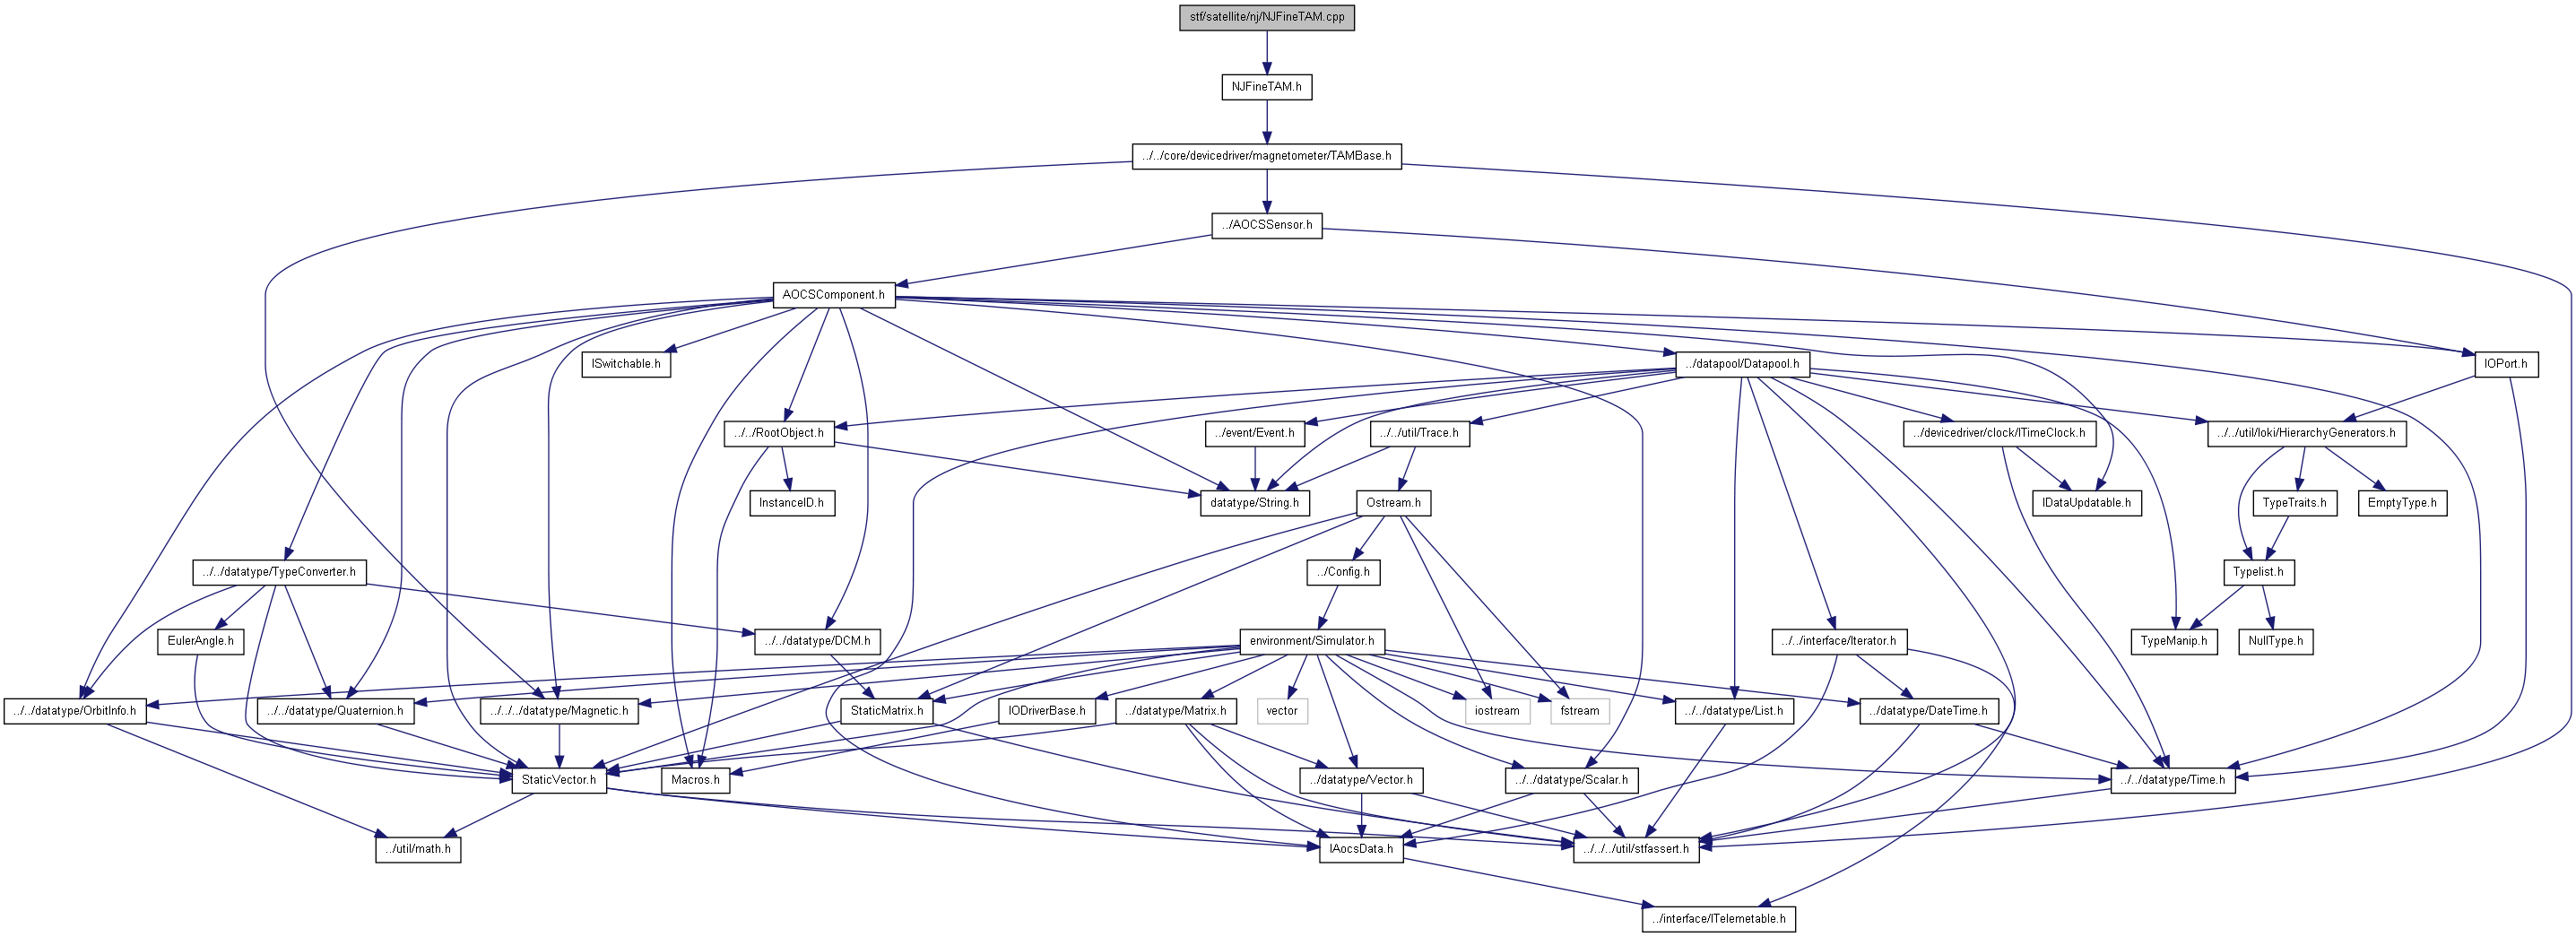 stf/satellite/nj/NJFineTAM.cpp
NJFineTAM.h
../../core/devicedriver/magnetometer/TAMBase.h
../AOCSSensor.h
AOCSComponent.h
ISwitchable.h
../datapool/Datapool.h
IOPort.h
../../RootObject.h
../event/Event.h
../../util/Trace.h
../devicedriver/clock/ITimeClock.h
../../util/loki/HierarchyGenerators.h
InstanceID.h
datatype/String.h
Ostream.h
IDataUpdatable.h
TypeTraits.h
EmptyType.h
../../datatype/TypeConverter.h
../Config.h
Typelist.h
EulerAngle.h
../../datatype/DCM.h
environment/Simulator.h
../../interface/Iterator.h
TypeManip.h
NullType.h
../../datatype/OrbitInfo.h
../../datatype/Quaternion.h
../../../datatype/Magnetic.h
StaticMatrix.h
IODriverBase.h
../datatype/Matrix.h
vector
iostream
fstream
../../datatype/List.h
../datatype/DateTime.h
StaticVector.h
Macros.h
../datatype/Vector.h
../../datatype/Scalar.h
../../datatype/Time.h
../util/math.h
IAocsData.h
../../../util/stfassert.h
../interface/ITelemetable.h